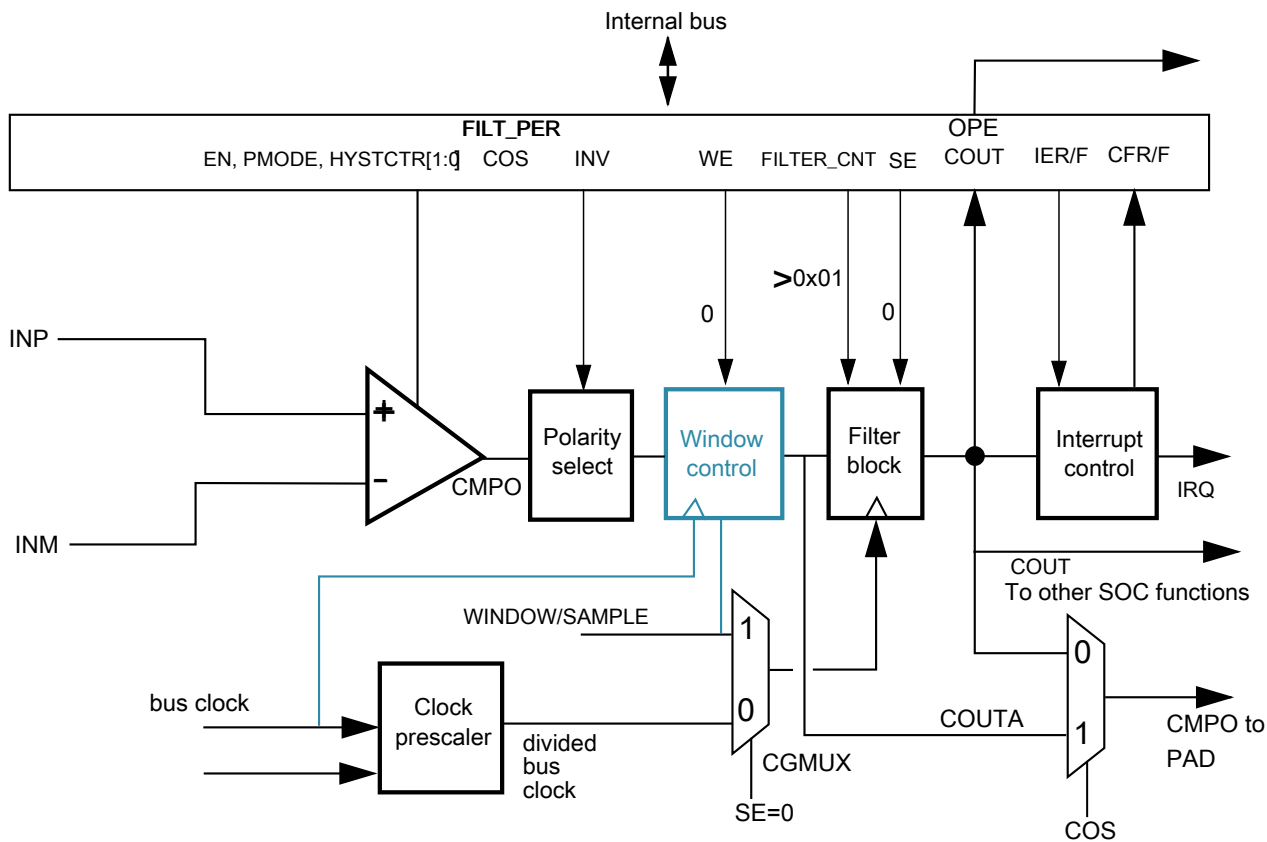 Internal bus
FILT_PER
OPE
EN, PMODE, HYSTCTR[1:0] COS INV WE FILTER_CNT SE COUT IER/F CFR/F
>0x01
0
0
INP
+
Polarity
select
Window
control
Filter
block
Interrupt
control
-
CMPO
IRQ
INM
COUT
To other SOC functions
WINDOW/SAMPLE
1
0
bus clock
Clock
prescaler
0
COUTA
1
CMPO to
PAD
divided
bus
clock
CGMUX
SE=0
COS